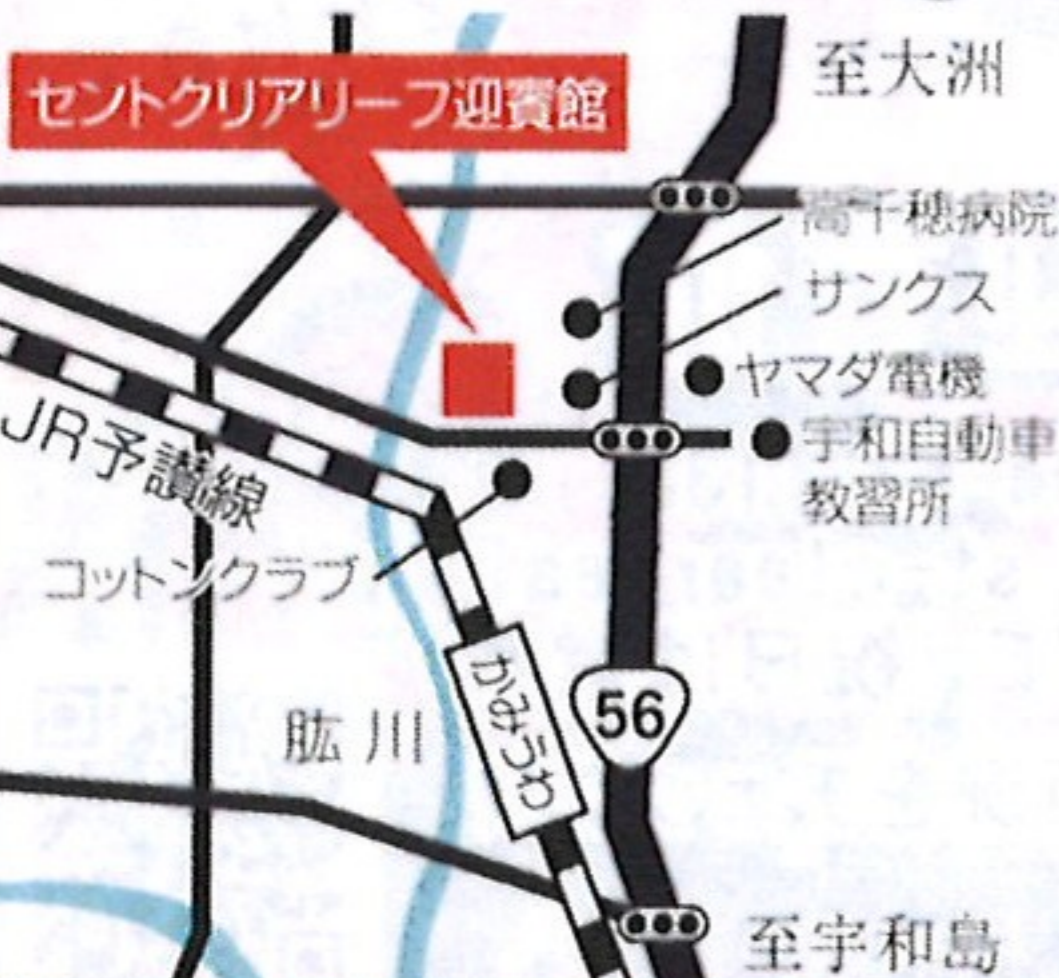 至大洲
セントクリアリーフ迎賓館
高千穂病院
サンクス
ヤマダ電機
宇和自動車
教習所
JR予讃線
コットンクラブ
かみうわ
56
肱川
至宇和島